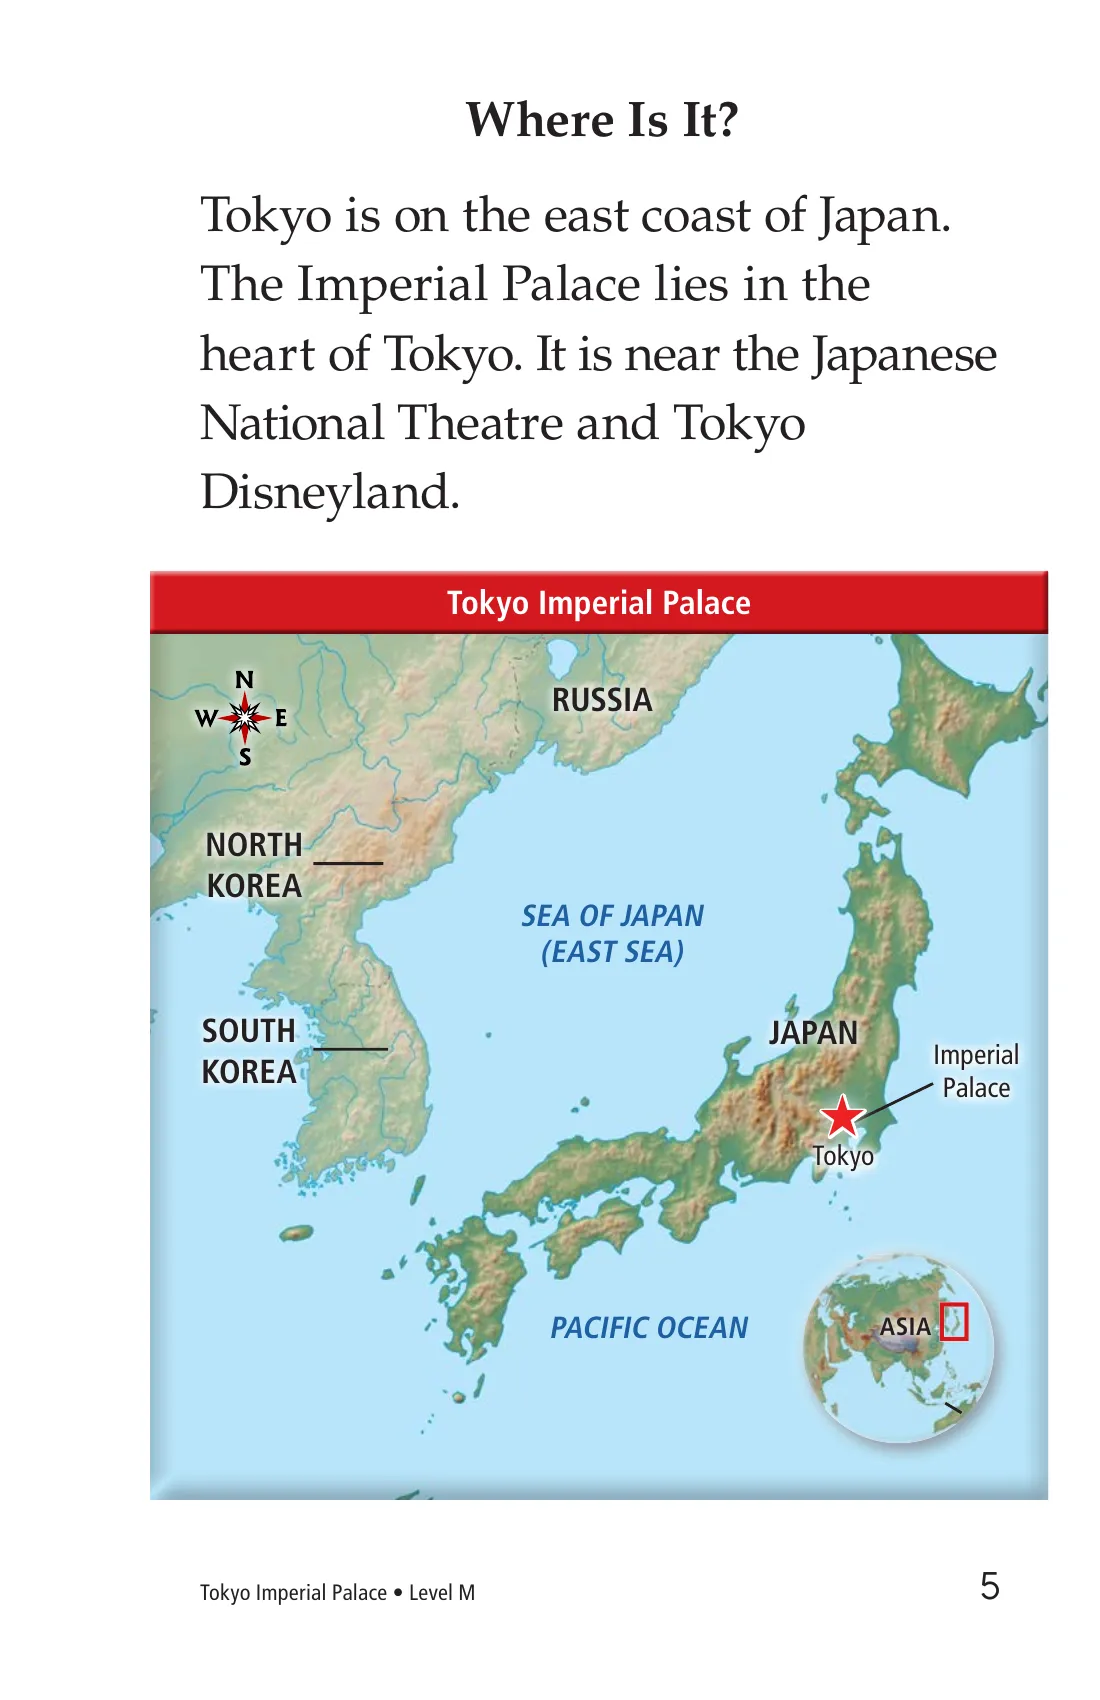 Where Is It?
Tokyo is on the east coast of Japan.
The Imperial Palace lies in the
heart of Tokyo. It is near the Japanese
National Theatre and Tokyo
Disneyland.
Tokyo Imperial Palace
N
W E
S
RUSSIA
NORTH
KOREA
SEA OF JAPAN
(EAST SEA)
SOUTH
KOREA
JAPAN
Imperial
Palace
Tokyo
PACIFIC OCEAN
ASIA
Tokyo Imperial Palace • Level M
5